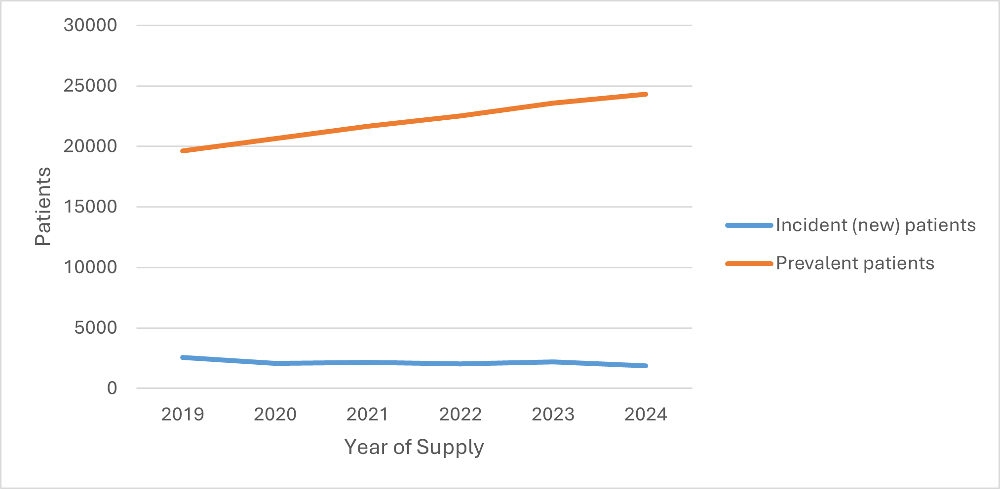 30000
25000
20000
15000
10000
5000
0
Patients
2019 2020 2021 2022 2023 2024
Year of Supply
Incident (new) patients
Prevalent patients